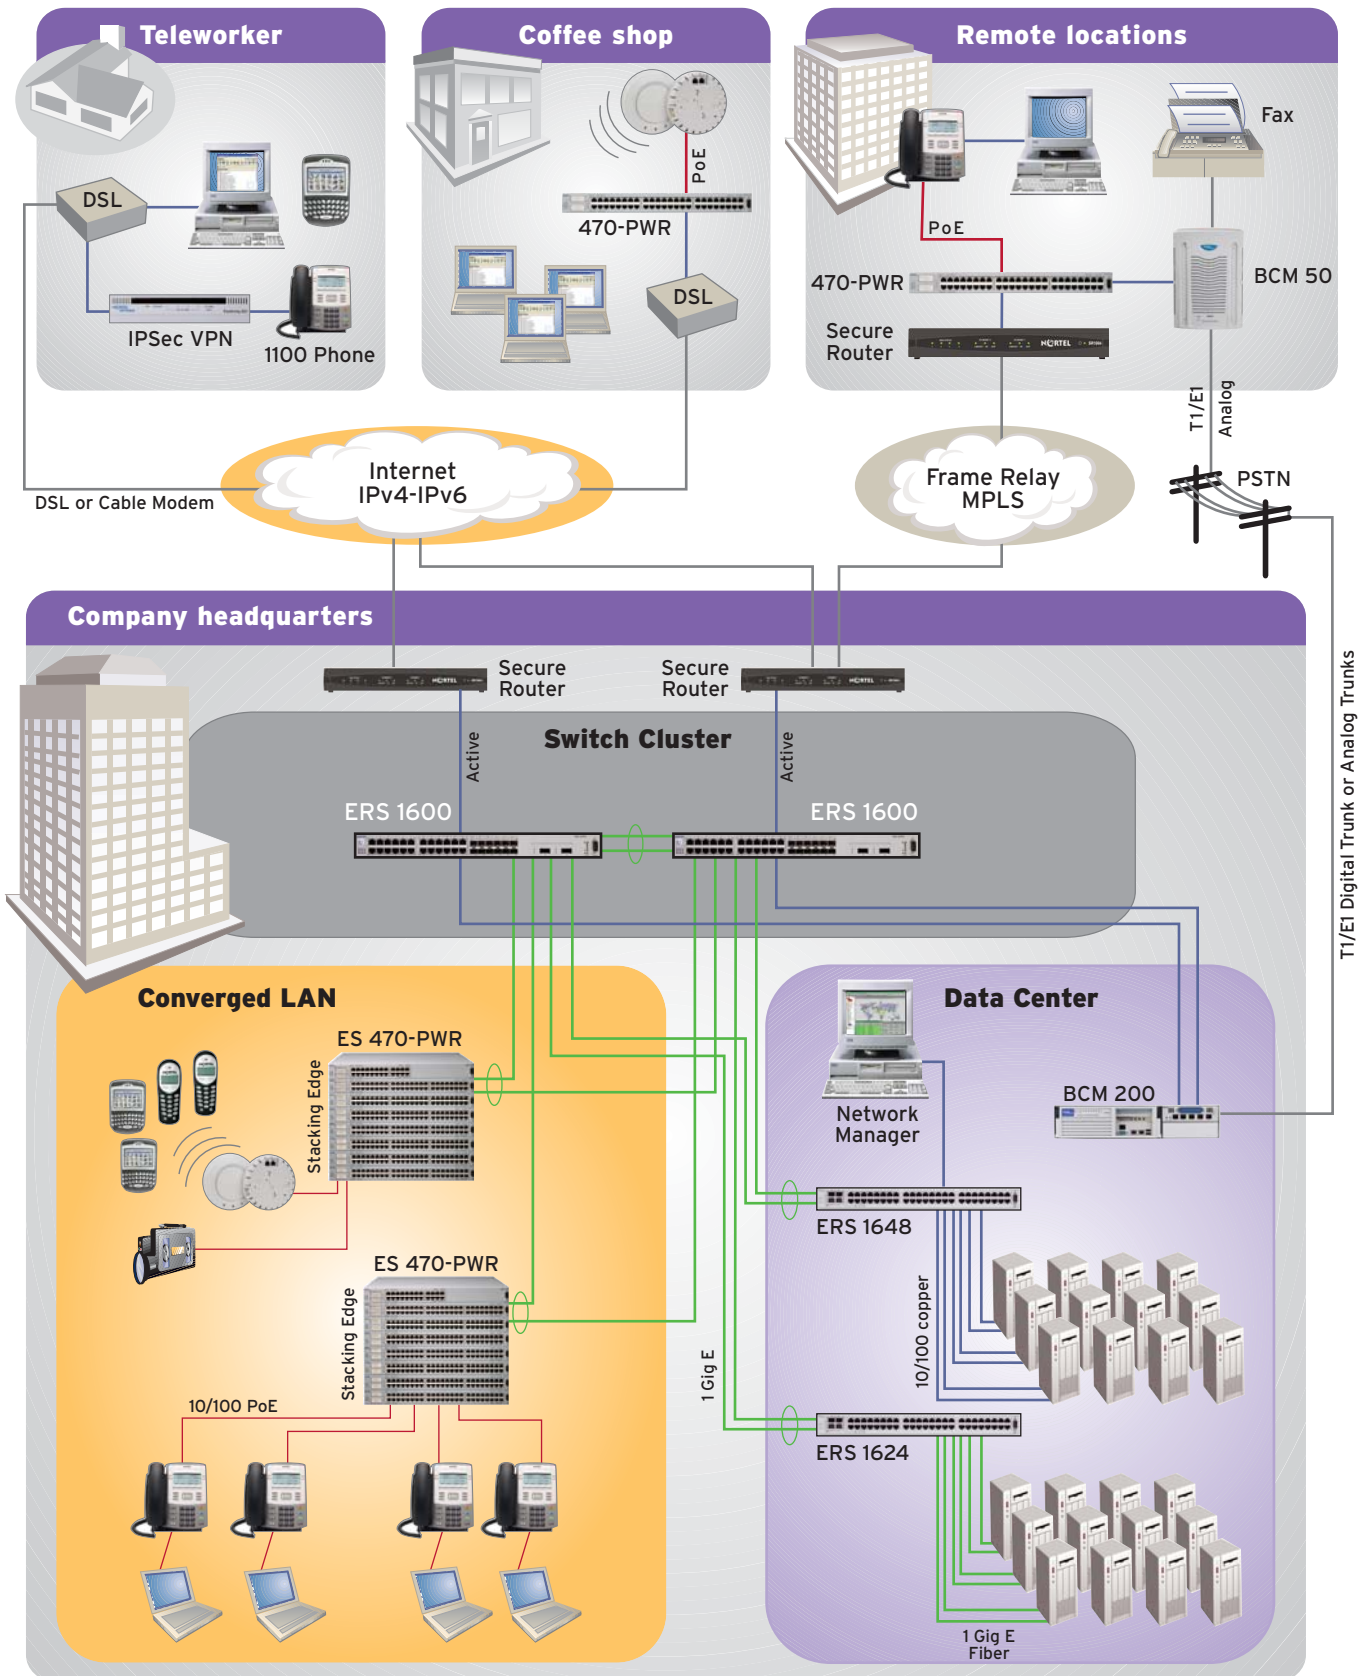 Teleworker
Coffee shop
Remote locations
DSL
IPSec VPN
1100 Phone
PoE
470-PWR
DSL
Fax
PoE
470-PWR
BCM 50
Secure
Router
NORTEL
T1/E1
Analog
Internet
IPv4-IPv6
DSL or Cable Modem
Frame Relay
MPLS
PSTN
T1/E1 Digital Trunk or Analog Trunks
Company headquarters
Secure
Router
NORTEL
Secure
Router
NORTEL
Switch Cluster
Active
Active
ERS 1600
ERS 1600
Converged LAN
ES 470-PWR
Stacking Edge
ES 470-PWR
Stacking Edge
10/100 PoE
1 Gig E
Data Center
Network
Manager
BCM 200
ERS 1648
10/100 copper
ERS 1624
1 Gig E
Fiber